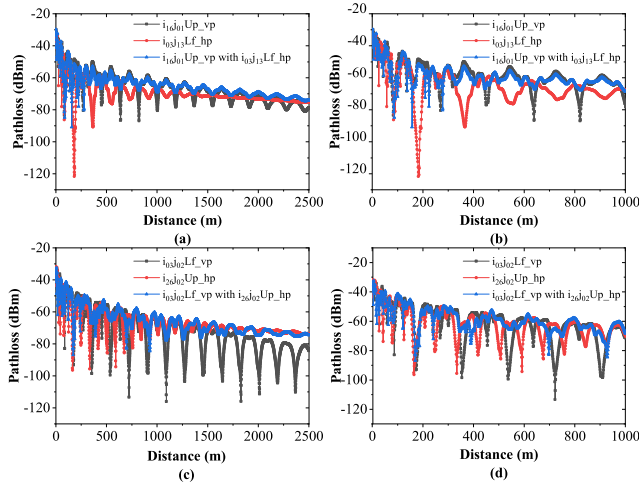 -20
-40
-60
-80
-100
-120
Pathloss (dBm)
i16j01Up_vp
i03j13Lf_hp
i16j01Up_vp with i03j13Lf_hp
0 500 1000 1500 2000 2500
Distance (m)
(a)
-20
-40
-60
-80
-100
-120
Pathloss (dBm)
i16j01Up_vp
i03j13Lf_hp
i16j01Up_vp with i03j13Lf_hp
0 200 400 600 800 1000
Distance (m)
(b)
-20
-40
-60
-80
-100
-120
Pathloss (dBm)
i03j02Lf_vp
i26j02Up_hp
i03j02Lf_vp with i26j02Up_hp
0 500 1000 1500 2000 2500
Distance (m)
(c)
-20
-40
-60
-80
-100
-120
Pathloss (dBm)
i03j02Lf_vp
i26j02Up_hp
i03j02Lf_vp with i26j02Up_hp
0 200 400 600 800 1000
Distance (m)
(d)